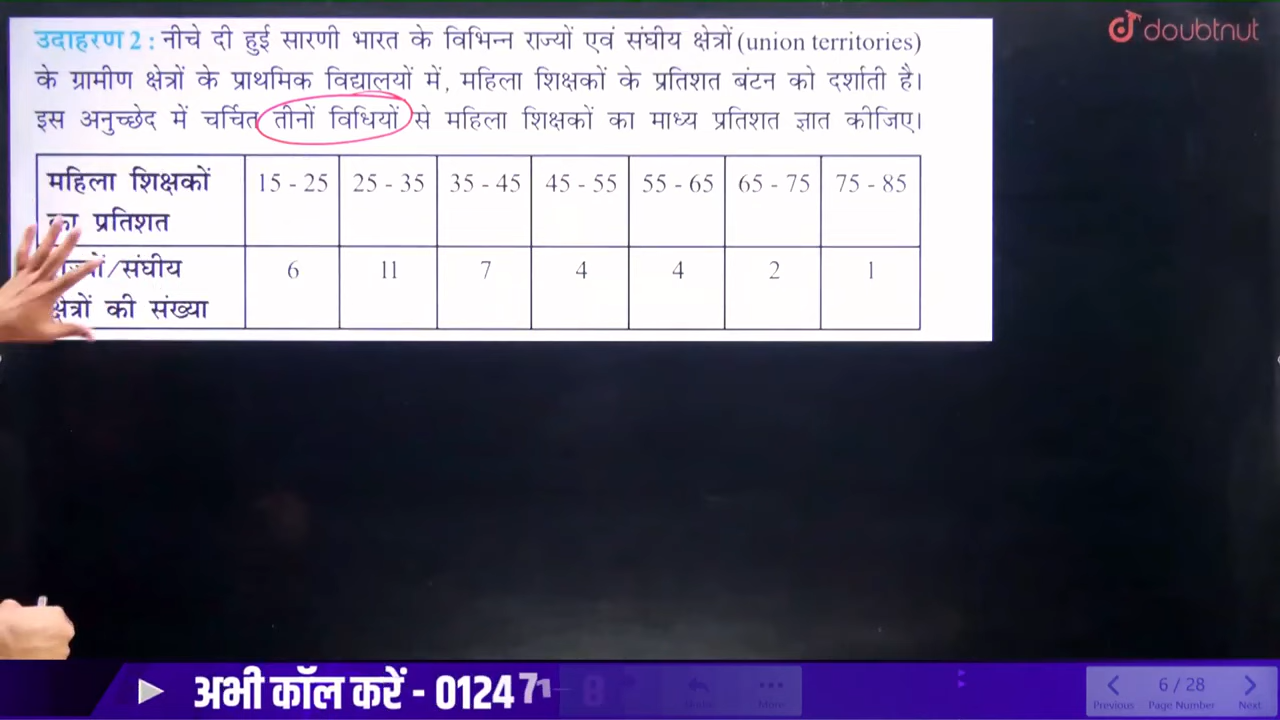 doubtnut
उदाहरण 2 : नीचे दी हुई सारणी भारत के विभिन्न राज्यों एवं संघीय क्षेत्रों (union territories)
के ग्रामीण क्षेत्रों के प्राथमिक विद्यालयों में, महिला शिक्षकों के प्रतिशत बंटन को दर्शाती है।
इस अनुच्छेद में चर्चित तीनों विधियों से महिला शिक्षकों का माध्य प्रतिशत ज्ञात कीजिए।
महिला शिक्षकों 15 - 25 25 - 35 35 - 45 45 - 55 55 - 65 65 - 75 75 - 85
का प्रतिशत
राज्यों/संघीय 6 11 7 4 4 2 1
क्षेत्रों की संख्या
अभी कॉल करें - 0124 71
6 / 28
Previous Page Number Next
More